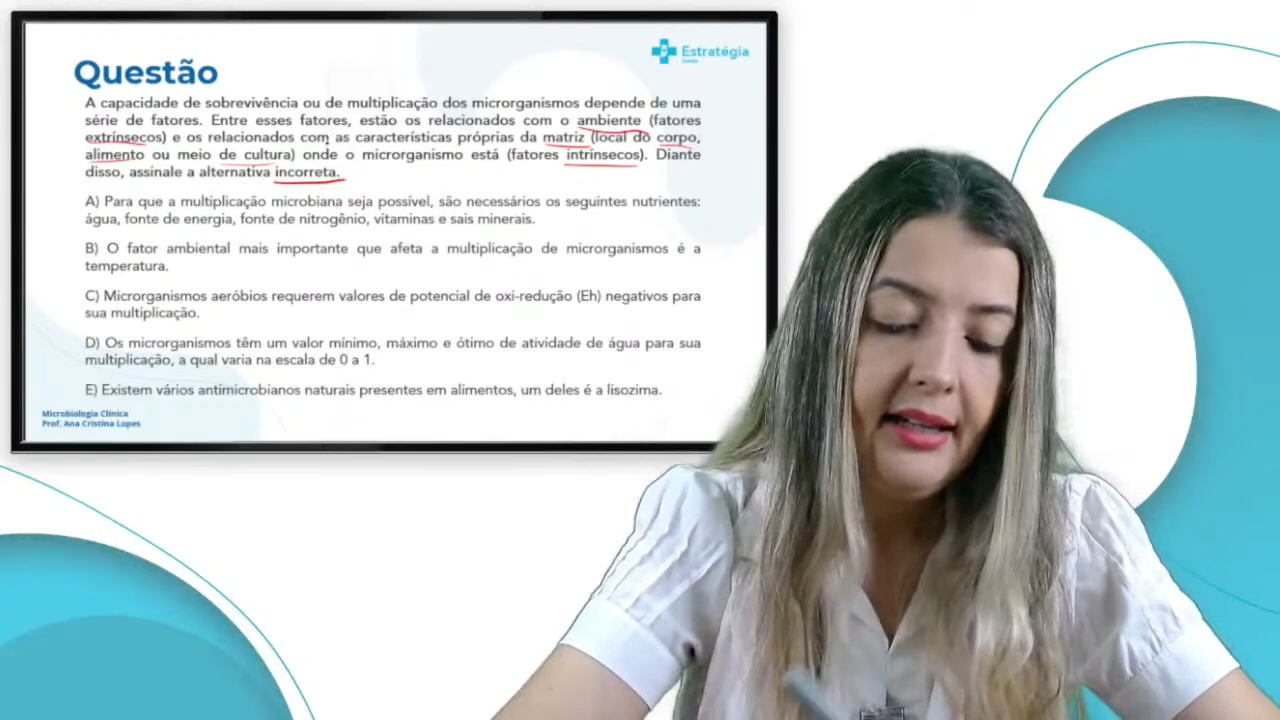 Questão
Estratégia
Saúde
A capacidade de sobrevivência ou de multiplicação dos microrganismos depende de uma
série de fatores. Entre esses fatores, estão os relacionados com o ambiente (fatores
extrínsecos) e os relacionados com as características próprias da matriz (local do corpo,
alimento ou meio de cultura) onde o microrganismo está (fatores intrínsecos). Diante
disso, assinale a alternativa incorreta.
A) Para que a multiplicação microbiana seja possível, são necessários os seguintes nutrientes:
água, fonte de energia, fonte de nitrogênio, vitaminas e sais minerais.
B) O fator ambiental mais importante que afeta a multiplicação de microrganismos é a
temperatura.
C) Microrganismos aeróbios requerem valores de potencial de oxi-redução (Eh) negativos para
sua multiplicação.
D) Os microrganismos têm um valor mínimo, máximo e ótimo de atividade de água para sua
multiplicação, a qual varia na escala de 0 a 1.
E) Existem vários antimicrobianos naturais presentes em alimentos, um deles é a lisozima.
Microbiologia Clínica
Prof. Ana Cristina Lopes